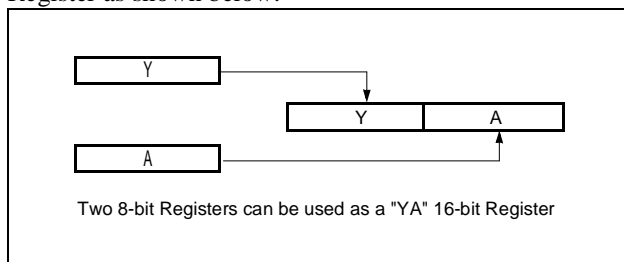 Register as shown below.
Y
Y A
A
Two 8-bit Registers can be used as a "YA" 16-bit Register